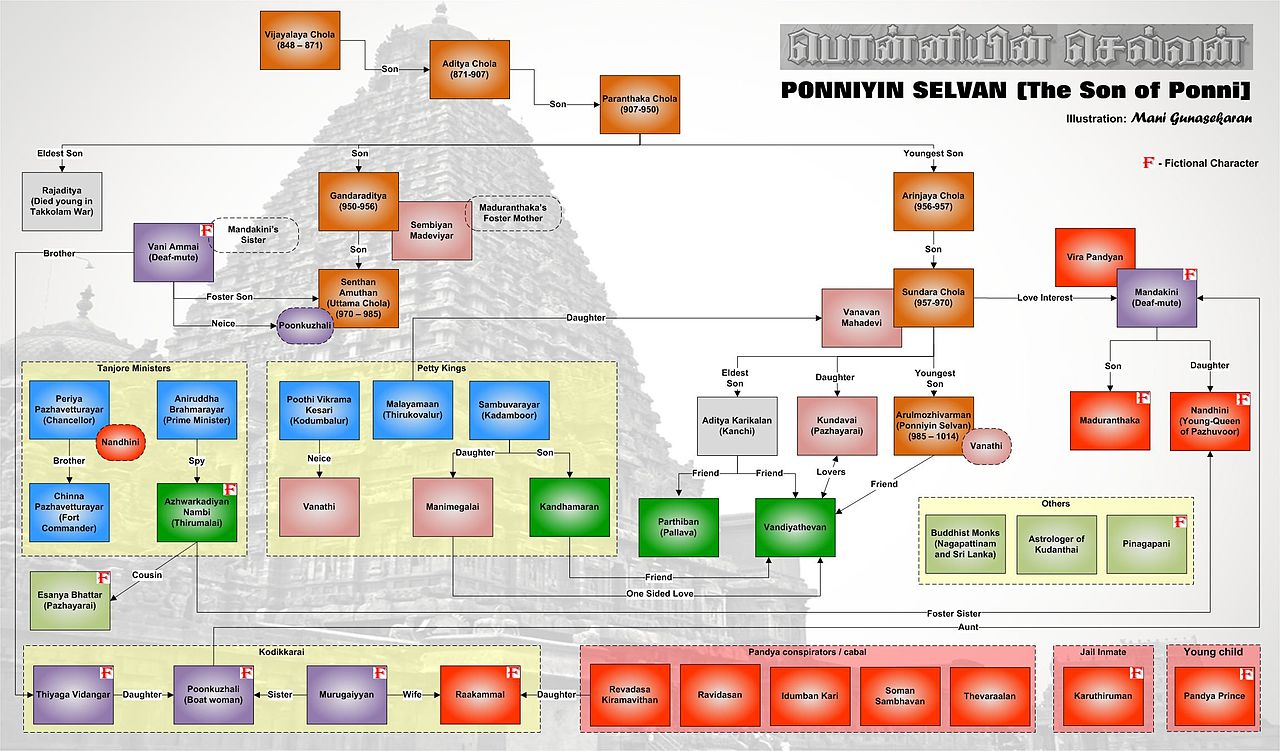 பொன்னியின் செல்வன்
PONNIYIN SELVAN [The Son of Ponni]
Illustration: Mani Gunasekaran
F - Fictional Character
Vijayalaya Chola
(848 – 871)
Son
Aditya Chola
(871-907)
Son
Paranthaka Chola
(907-950)
Eldest Son
Son
Youngest Son
Rajaditya
(Died young in
Takkolam War)
Gandaraditya
(950-956)
Sembiyan
Madeviyar
Maduranthaka's
Foster Mother
Arinjaya Chola
(956-957)
Vani Ammai
(Deaf-mute)
F
Mandakini's
Sister
Brother
Son
Son
Foster Son
Neice
Senthan
Amuthan
(Uttama Chola)
(970 – 985)
Poonkuzhali
Vanavan
Mahadevi
Sundara Chola
(957-970)
Love Interest
Vira Pandyan
Mandakini
(Deaf-mute)
F
Daughter
Tanjore Ministers
Periya
Pazhavetturayar
(Chancellor)
Nandhini
Aniruddha
Brahmarayar
(Prime Minister)
Brother
Spy
Chinna
Pazhavetturayar
(Fort
Commander)
Azhwarkadiyan
Nambi
(Thirumalai)
F
Petty Kings
Poothi Vikrama
Kesari
(Kodumbalur)
Malayamaan
(Thirukovalur)
Sambuvarayar
(Kadamboor)
Neice
Daughter
Son
Vanthi
Manimegalai
Kandhamaran
Eldest
Son
Daughter
Youngest
Son
Aditya Karikalan
(Kanchi)
Kundavai
(Pazhayarai)
Arulmozhivarman
(Ponniyin Selvan)
(985 – 1014)
Vanathi
Friend
Friend
Lovers
Friend
Parthiban
(Pallava)
Vandiyathevan
Son
Daughter
Maduranthaka
F
Nandhini
(Young-Queen
of Pazhuvoor)
F
Others
Buddhist Monks
(Nagapattinam
and Sri Lanka)
Astrologer of
Kudanthai
Pinagapani
F
Cousin
Esanya Bhattar
(Pazhayarai)
F
Friend
One Sided Love
Foster Sister
Aunt
Kodikkarai
Thiyaga Vidangar
F
Daughter
Poonkuzhali
(Boat woman)
F
Sister
Murugaiyyan
F
Wife
Raakammal
F
Daughter
Pandya conspirators / cabal
Revadasa
Kiramavithan
Ravidasan
Idumban Kari
Soman
Sambhavan
Thevaraalan
Jail Inmate
Karuthiruman
F
Young child
Pandya Prince
F